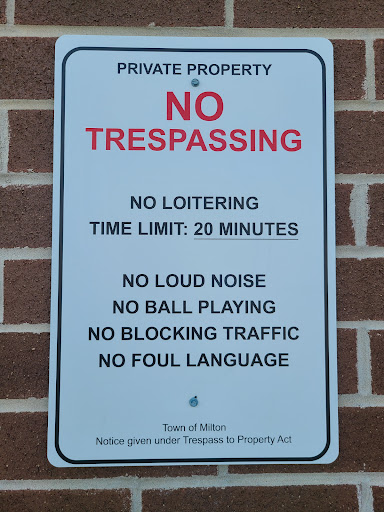 PRIVATE PROPERTY
NO
TRESPASSING
NO LOITERING
TIME LIMIT: 20 MINUTES
NO LOUD NOISE
NO BALL PLAYING
NO BLOCKING TRAFFIC
NO FOUL LANGUAGE
Town of Milton
Notice given under Trespass to Property Act